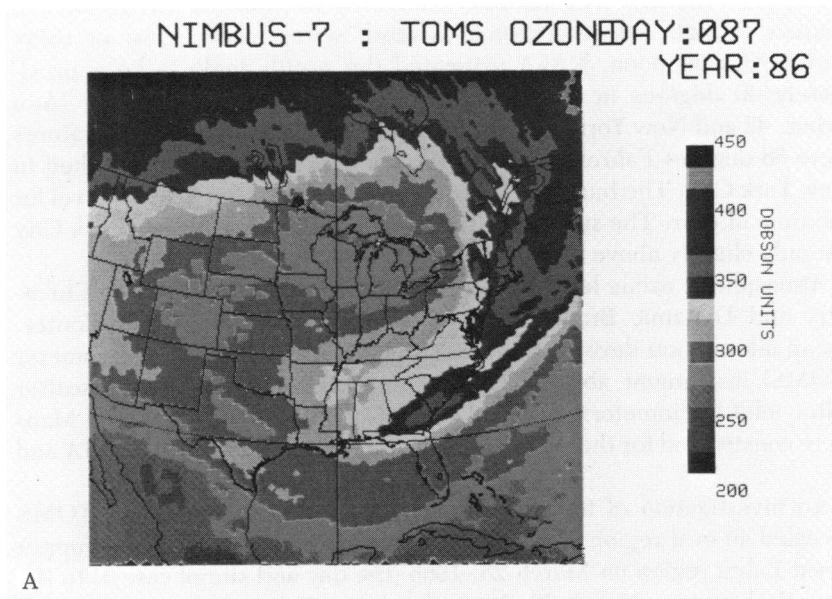 NIMBUS-7 : TOMS OZONEDAY:087
YEAR:86
450
400
350
300
250
200
DOBSON UNITS
A